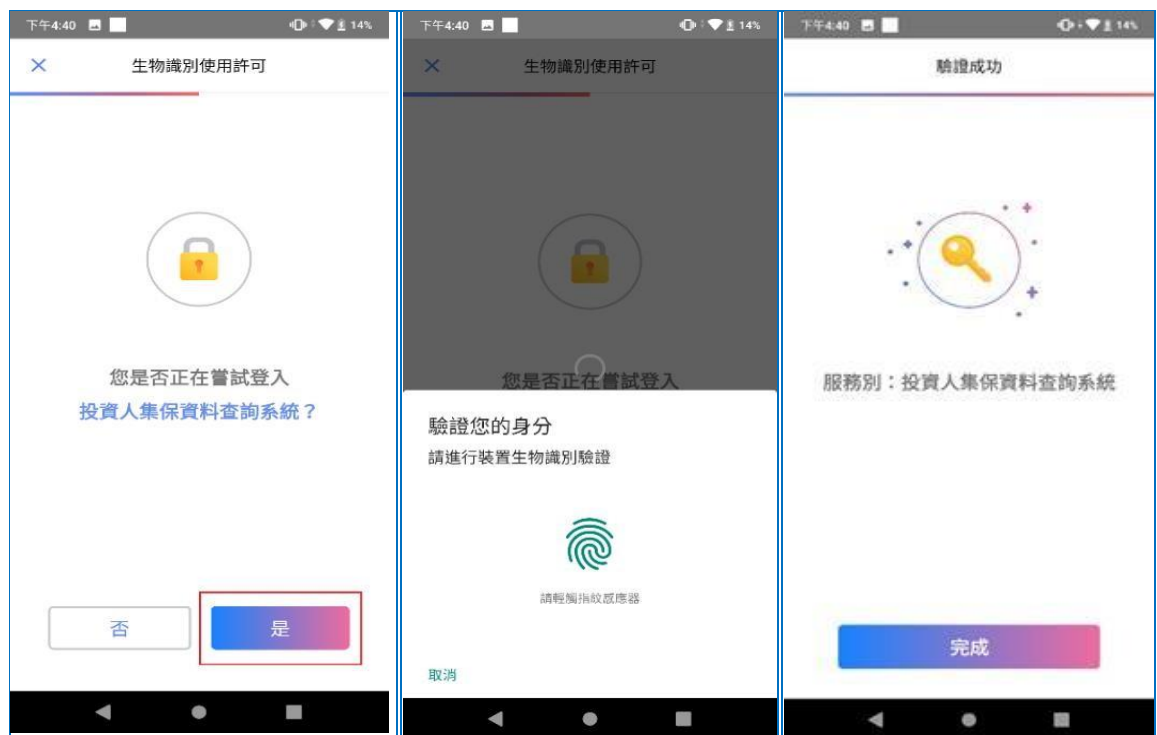 下午4:40
14%
生物識別使用許可
您是否正在嘗試登入
投資人集保資料查詢系統？
否
是
下午4:40
14%
生物識別使用許可
您是否正在嘗試登入
驗證您的身分
請進行裝置生物識別驗證
請輕觸指紋感應器
取消
下午4:40
14%
驗證成功
服務別：投資人集保資料查詢系統
完成